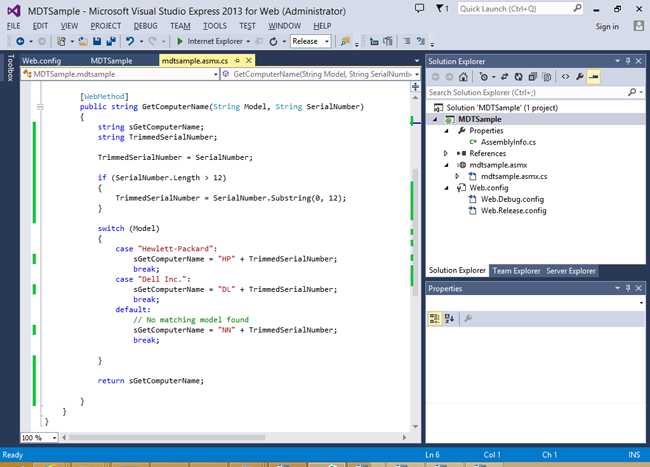 MDTSample - Microsoft Visual Studio Express 2013 for Web (Administrator)
1
Quick Launch (Ctrl+Q)
FILE EDIT VIEW PROJECT BUILD DEBUG TEAM TOOLS TEST WINDOW HELP
Sign in
Internet Explorer
Release
Toolbox
Web.config
MDTSample
mdtsample.asmx.cs
MDTSample.mdtsample
GetComputerName(String Model, String SerialNumb
[WebMethod]
public string GetComputerName(String Model, String SerialNumber)
{
string sGetComputerName;
string TrimmedSerialNumber;
TrimmedSerialNumber = SerialNumber;
if (SerialNumber.Length > 12)
{
TrimmedSerialNumber = SerialNumber.Substring(0, 12);
}
switch (Model)
{
case "Hewlett-Packard":
sGetComputerName = "HP" + TrimmedSerialNumber;
break;
case "Dell Inc.":
sGetComputerName = "DL" + TrimmedSerialNumber;
break;
default:
// No matching model found
sGetComputerName = "NN" + TrimmedSerialNumber;
break;
}
return sGetComputerName;
}
}
}
100 %
Solution Explorer
Search Solution Explorer (Ctrl+;)
Solution 'MDTSample' (1 project)
MDTSample
Properties
C# AssemblyInfo.cs
References
mdtsample.asmx
mdtsample.asmx.cs
Web.config
Web.Debug.config
Web.Release.config
Solution Explorer Team Explorer Server Explorer
Properties
Ready
Ln 6
Col 1
Ch 1
INS